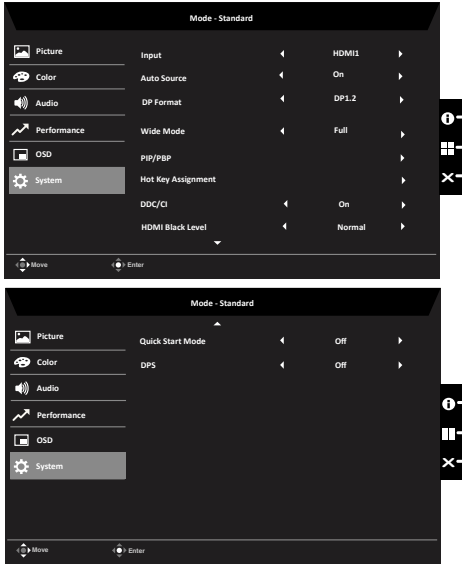 Mode - Standard
Picture
Color
Audio
Performance
OSD
System
Input HDMI1
Auto Source On
DP Format DP1.2
Wide Mode Full
PIP/PBP
Hot Key Assignment
DDC/CI On
HDMI Black Level Normal
Move Enter
Mode - Standard
Picture
Color
Audio
Performance
OSD
System
Quick Start Mode Off
DPS Off
Move Enter